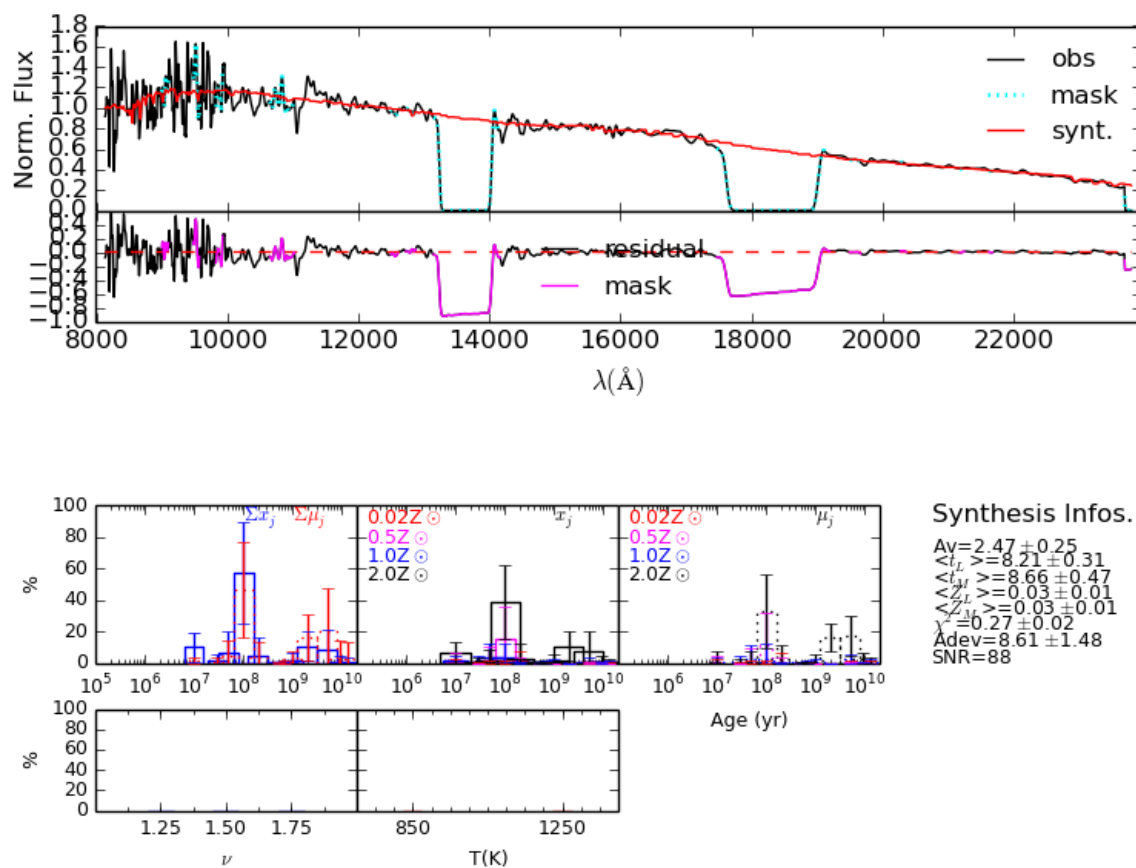 1.8
1.6
1.4
1.2
1.0
0.8
0.6
0.4
0.2
0.0
Norm. Flux
obs
mask
synt.
0.4
0.2
0.0
−0.2
−0.4
−0.6
−0.8
−1.0
residual
mask
8000 10000 12000 14000 16000 18000 20000 22000
λ(Å)
100
80
60
40
20
0
%
Σx_j Σμ_j
0.02Z⊙
0.5Z⊙
1.0Z⊙
2.0Z⊙
x_j
0.02Z⊙
0.5Z⊙
1.0Z⊙
2.0Z⊙
μ_j
10^5 10^6 10^7 10^8 10^9 10^10
10^6 10^7 10^8 10^9 10^10
10^6 10^7 10^8 10^9 10^10
Age (yr)
Synthesis Infos.
Av=2.47±0.25
<t_L>=8.21±0.31
<t_M>=8.66±0.47
<Z_L>=0.03±0.01
<Z_M>=0.03±0.01
χ²=0.27±0.02
Adev=8.61±1.48
SNR=88
100
80
60
40
20
0
%
1.25 1.50 1.75
ν
850 1250
T(K)